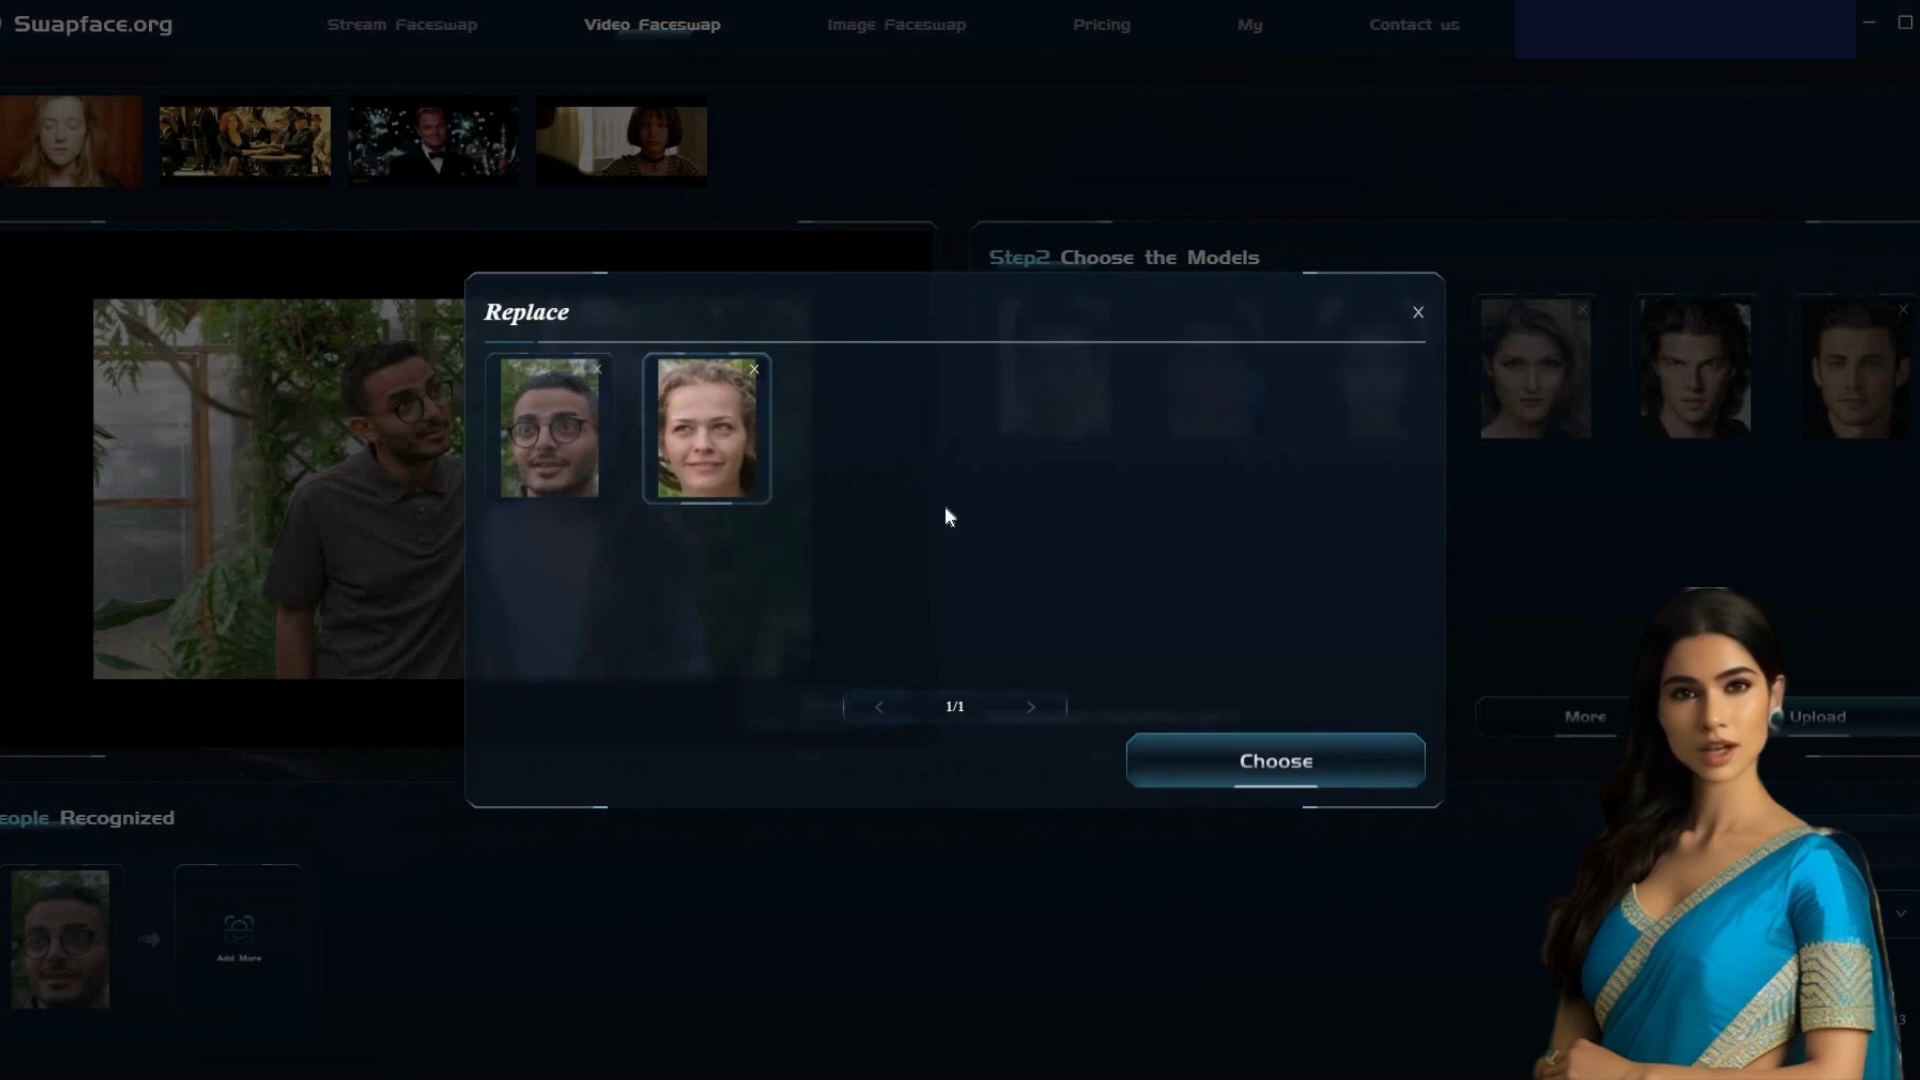 Swapface.org
Stream Faceswap
Video Faceswap
Image Faceswap
Pricing
My
Contact us
Step2 Choose the Models
Replace
1/1
Choose
More
Upload
eople Recognized
Add More
3